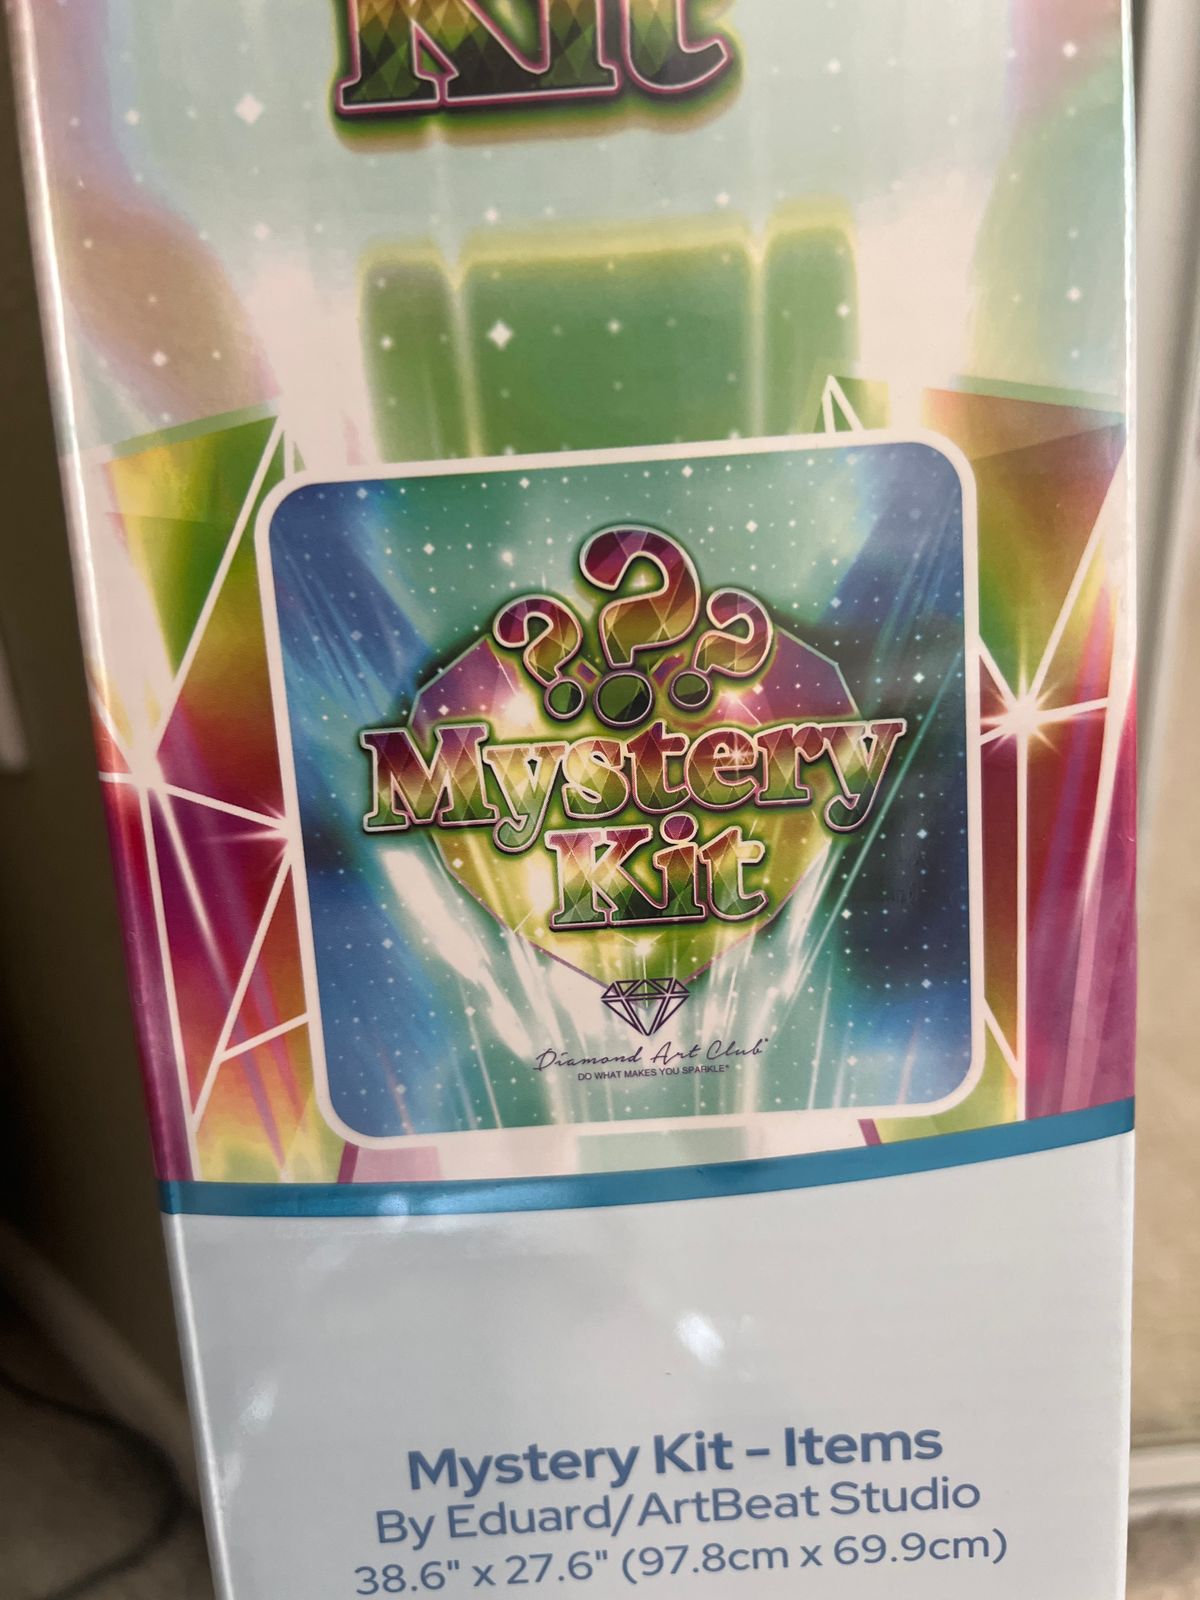 Kit
???
Mystery
Kit
Diamond Art Club®
DO WHAT MAKES YOU SPARKLE®
Mystery Kit – Items
By Eduard/ArtBeat Studio
38.6" x 27.6" (97.8cm x 69.9cm)